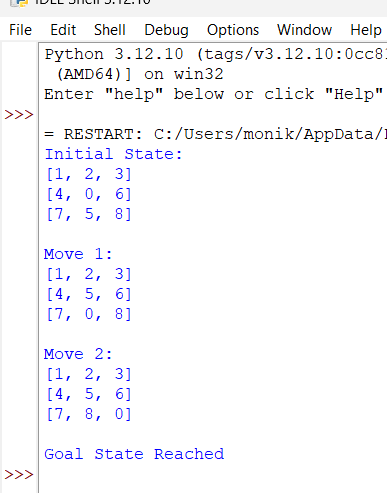 IDLE Shell 3.12.10
File Edit Shell Debug Options Window Help
Python 3.12.10 (tags/v3.12.10:0cc8
(AMD64)] on win32
Enter "help" below or click "Help"
>>>
= RESTART: C:/Users/monik/AppData/
Initial State:
[1, 2, 3]
[4, 0, 6]
[7, 5, 8]
Move 1:
[1, 2, 3]
[4, 5, 6]
[7, 0, 8]
Move 2:
[1, 2, 3]
[4, 5, 6]
[7, 8, 0]
Goal State Reached
>>>